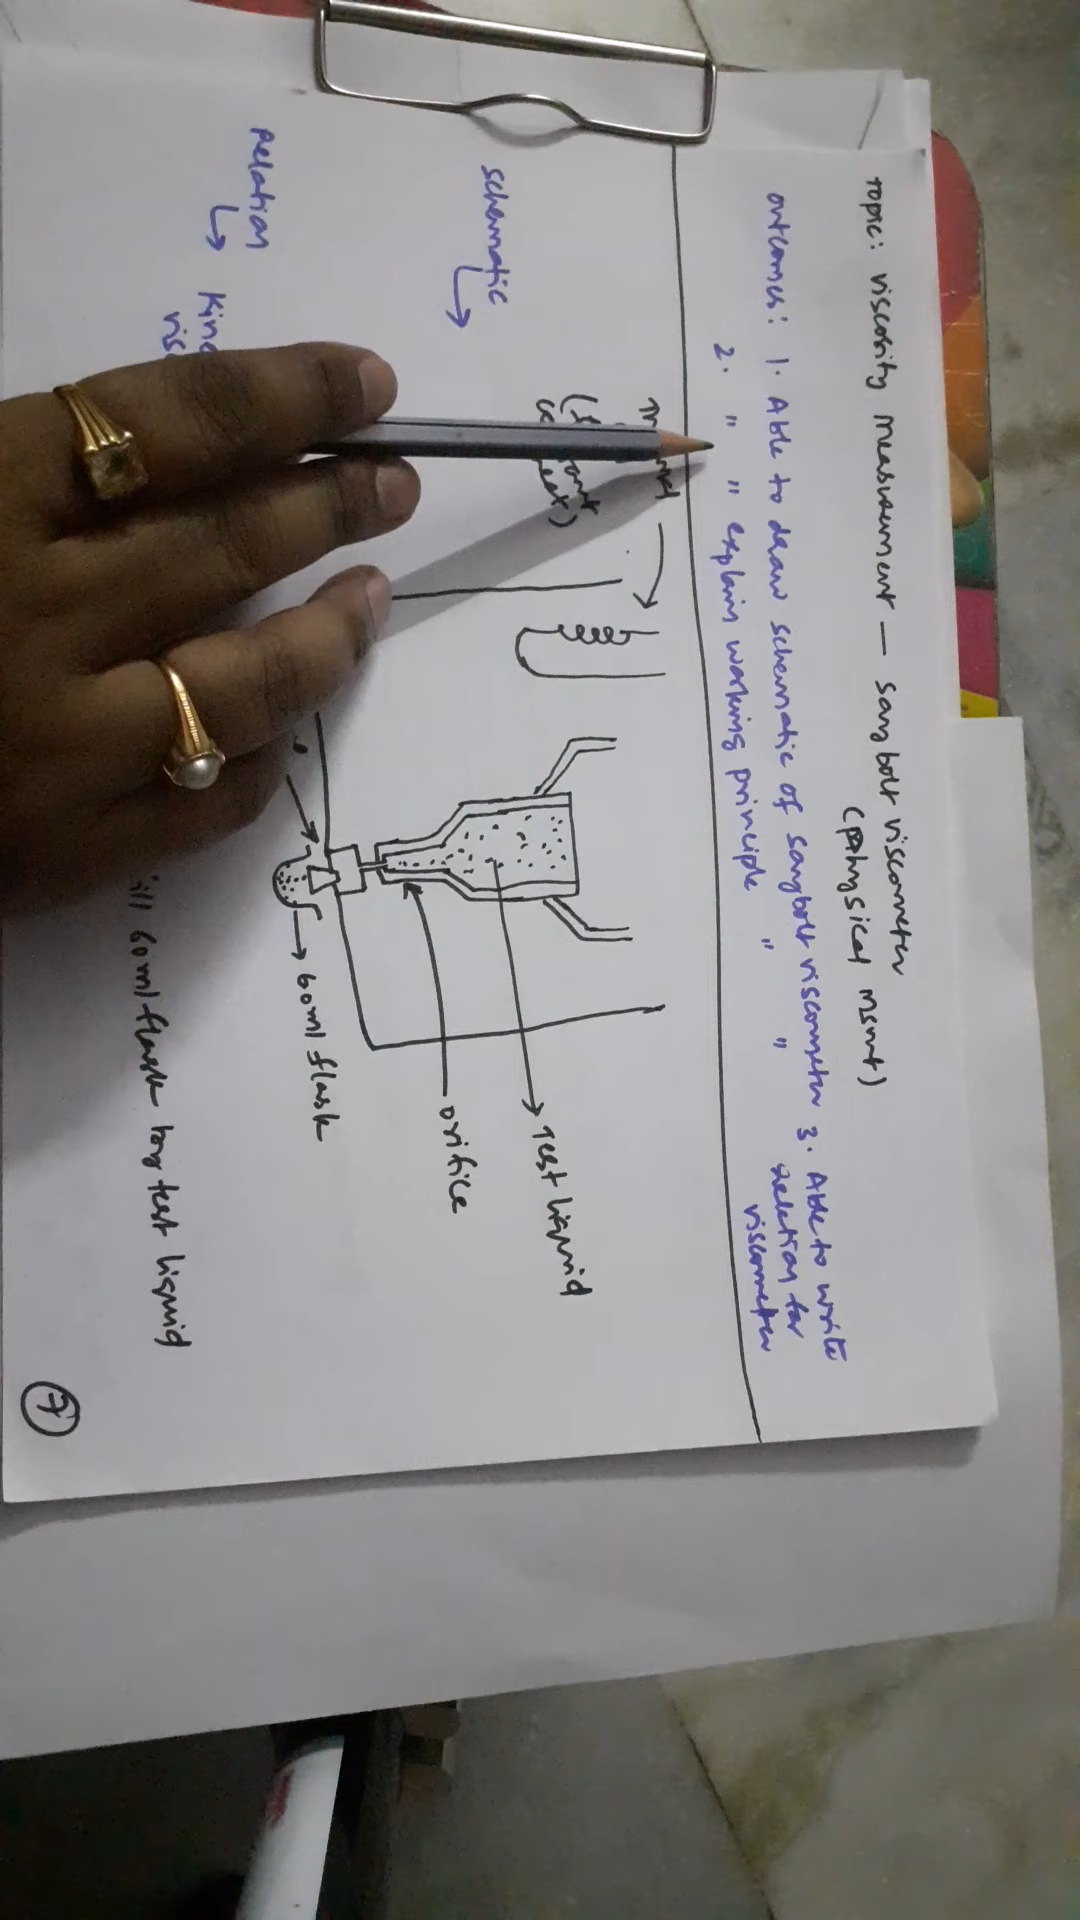 Topic: viscosity measurement – saybolt viscometer
(physical msmt)
outcomes: 1. Able to draw schematic of saybolt viscometer 3. Able to write
2. " " explain working principle " " relation for
viscometer
schematic
Test liquid
orifice
60ml flask
relation
fill 60ml flask by test liquid
7